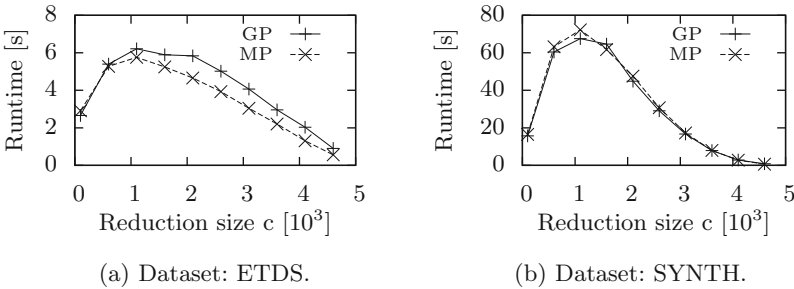 Runtime [s]
8
6
4
2
0
GP
MP
0 1 2 3 4 5
Reduction size c [10³]
(a) Dataset: ETDS.
Runtime [s]
80
60
40
20
0
GP
MP
0 1 2 3 4 5
Reduction size c [10³]
(b) Dataset: SYNTH.